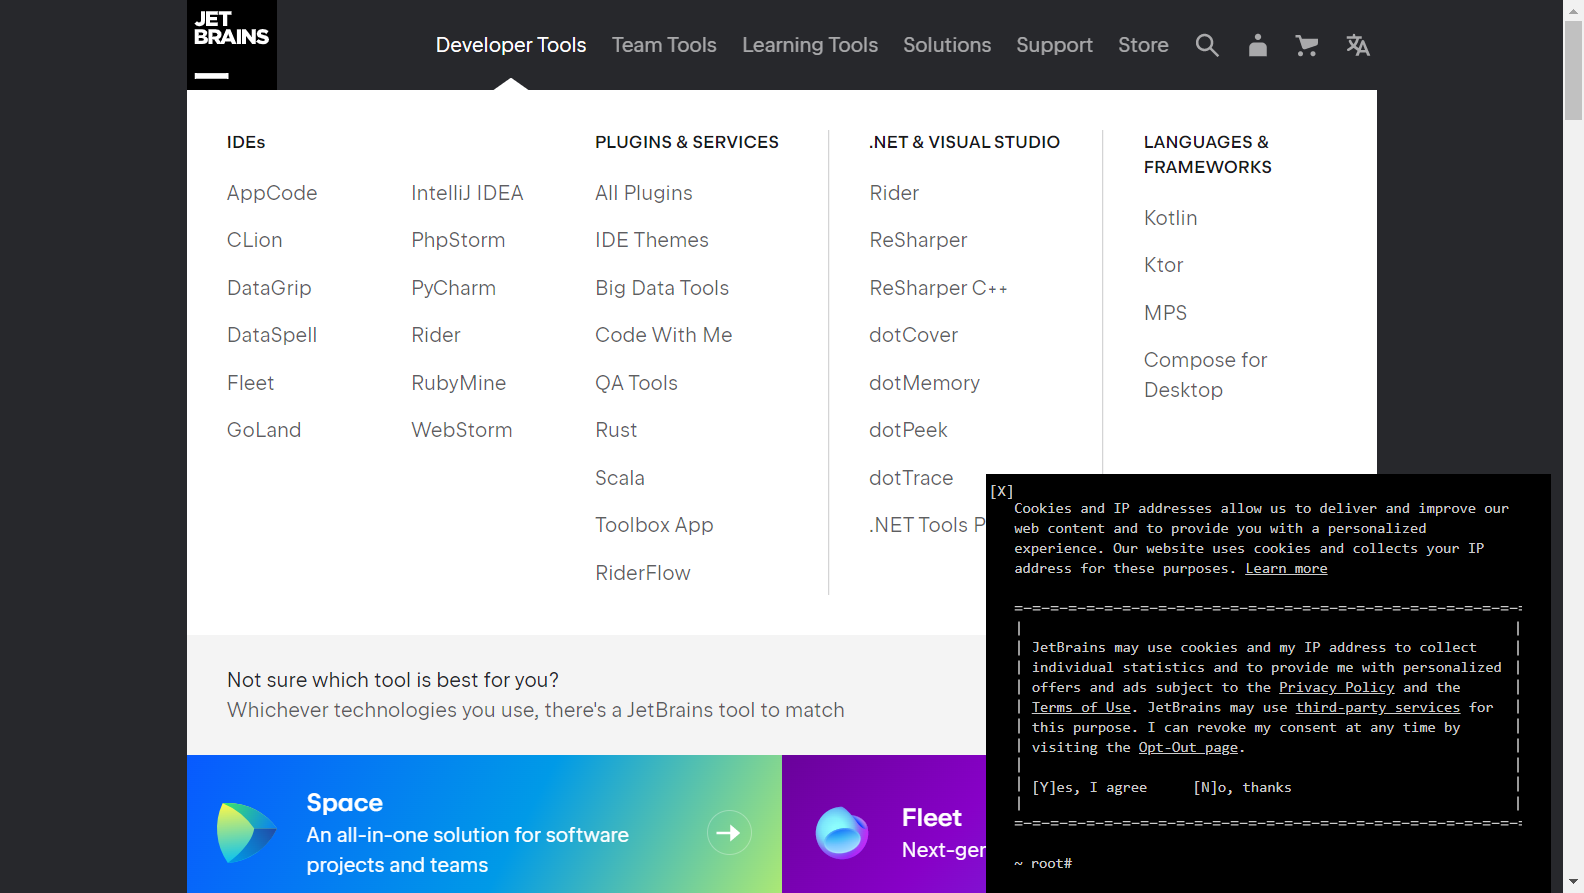 JET
BRAINS
Developer Tools
Team Tools
Learning Tools
Solutions
Support
Store
IDEs
AppCode
CLion
DataGrip
DataSpell
Fleet
GoLand
IntelliJ IDEA
PhpStorm
PyCharm
Rider
RubyMine
WebStorm
PLUGINS & SERVICES
All Plugins
IDE Themes
Big Data Tools
Code With Me
QA Tools
Rust
Scala
Toolbox App
RiderFlow
.NET & VISUAL STUDIO
Rider
ReSharper
ReSharper C++
dotCover
dotMemory
dotPeek
dotTrace
.NET Tools P
LANGUAGES &
FRAMEWORKS
Kotlin
Ktor
MPS
Compose for
Desktop
Not sure which tool is best for you?
Whichever technologies you use, there's a JetBrains tool to match
Space
An all-in-one solution for software
projects and teams
Fleet
Next-ger
[X]
Cookies and IP addresses allow us to deliver and improve our
web content and to provide you with a personalized
experience. Our website uses cookies and collects your IP
address for these purposes. Learn more
JetBrains may use cookies and my IP address to collect
individual statistics and to provide me with personalized
offers and ads subject to the Privacy Policy and the
Terms of Use. JetBrains may use third-party services for
this purpose. I can revoke my consent at any time by
visiting the Opt-Out page.
[Y]es, I agree [N]o, thanks
~ root#